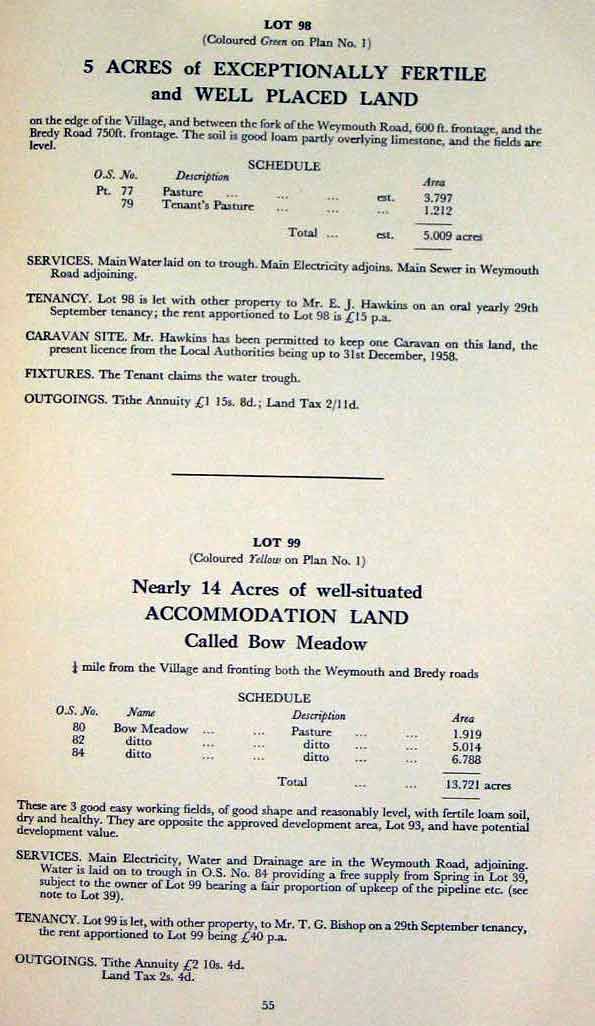 LOT 98
(Coloured Green on Plan No. 1)
5 ACRES of EXCEPTIONALLY FERTILE
and WELL PLACED LAND
on the edge of the Village, and between the fork of the Weymouth Road, 600 ft. frontage, and the
Bredy Road 750ft. frontage. The soil is good loam partly overlying limestone, and the fields are
level.
SCHEDULE
O.S. No. Description Area
Pt. 77 Pasture ... ... ... est. 3.797
79 Tenant's Pasture ... ... ... 1.212
Total ... est. 5.009 acres
SERVICES. Main Water laid on to trough. Main Electricity adjoins. Main Sewer in Weymouth
Road adjoining.
TENANCY. Lot 98 is let with other property to Mr. E. J. Hawkins on an oral yearly 29th
September tenancy; the rent apportioned to Lot 98 is £15 p.a.
CARAVAN SITE. Mr. Hawkins has been permitted to keep one Caravan on this land, the
present licence from the Local Authorities being up to 31st December, 1958.
FIXTURES. The Tenant claims the water trough.
OUTGOINGS. Tithe Annuity £1 15s. 8d.; Land Tax 2/11d.
LOT 99
(Coloured Yellow on Plan No. 1)
Nearly 14 Acres of well-situated
ACCOMMODATION LAND
Called Bow Meadow
mile from the Village and fronting both the Weymouth and Bredy roads
SCHEDULE
O.S. No. Name Description Area
80 Bow Meadow ... ... Pasture ... ... 1.919
82 ditto ... ... ditto ... ... 5.014
84 ditto ... ... ditto ... ... 6.788
Total ... ... 13.721 acres
These are 3 good easy working fields, of good shape and reasonably level, with fertile loam soil,
dry and healthy. They are opposite the approved development area, Lot 93, and have potential
development value.
SERVICES. Main Electricity, Water and Drainage are in the Weymouth Road, adjoining.
Water is laid on to trough in O.S. No. 84 providing a free supply from Spring in Lot 39,
subject to the owner of Lot 99 bearing a fair proportion of upkeep of the pipeline etc. (see
note to Lot 39).
TENANCY. Lot 99 is let, with other property, to Mr. T. G. Bishop on a 29th September tenancy,
the rent apportioned to Lot 99 being £40 p.a.
OUTGOINGS. Tithe Annuity £2 10s. 4d.
Land Tax 2s. 4d.
55